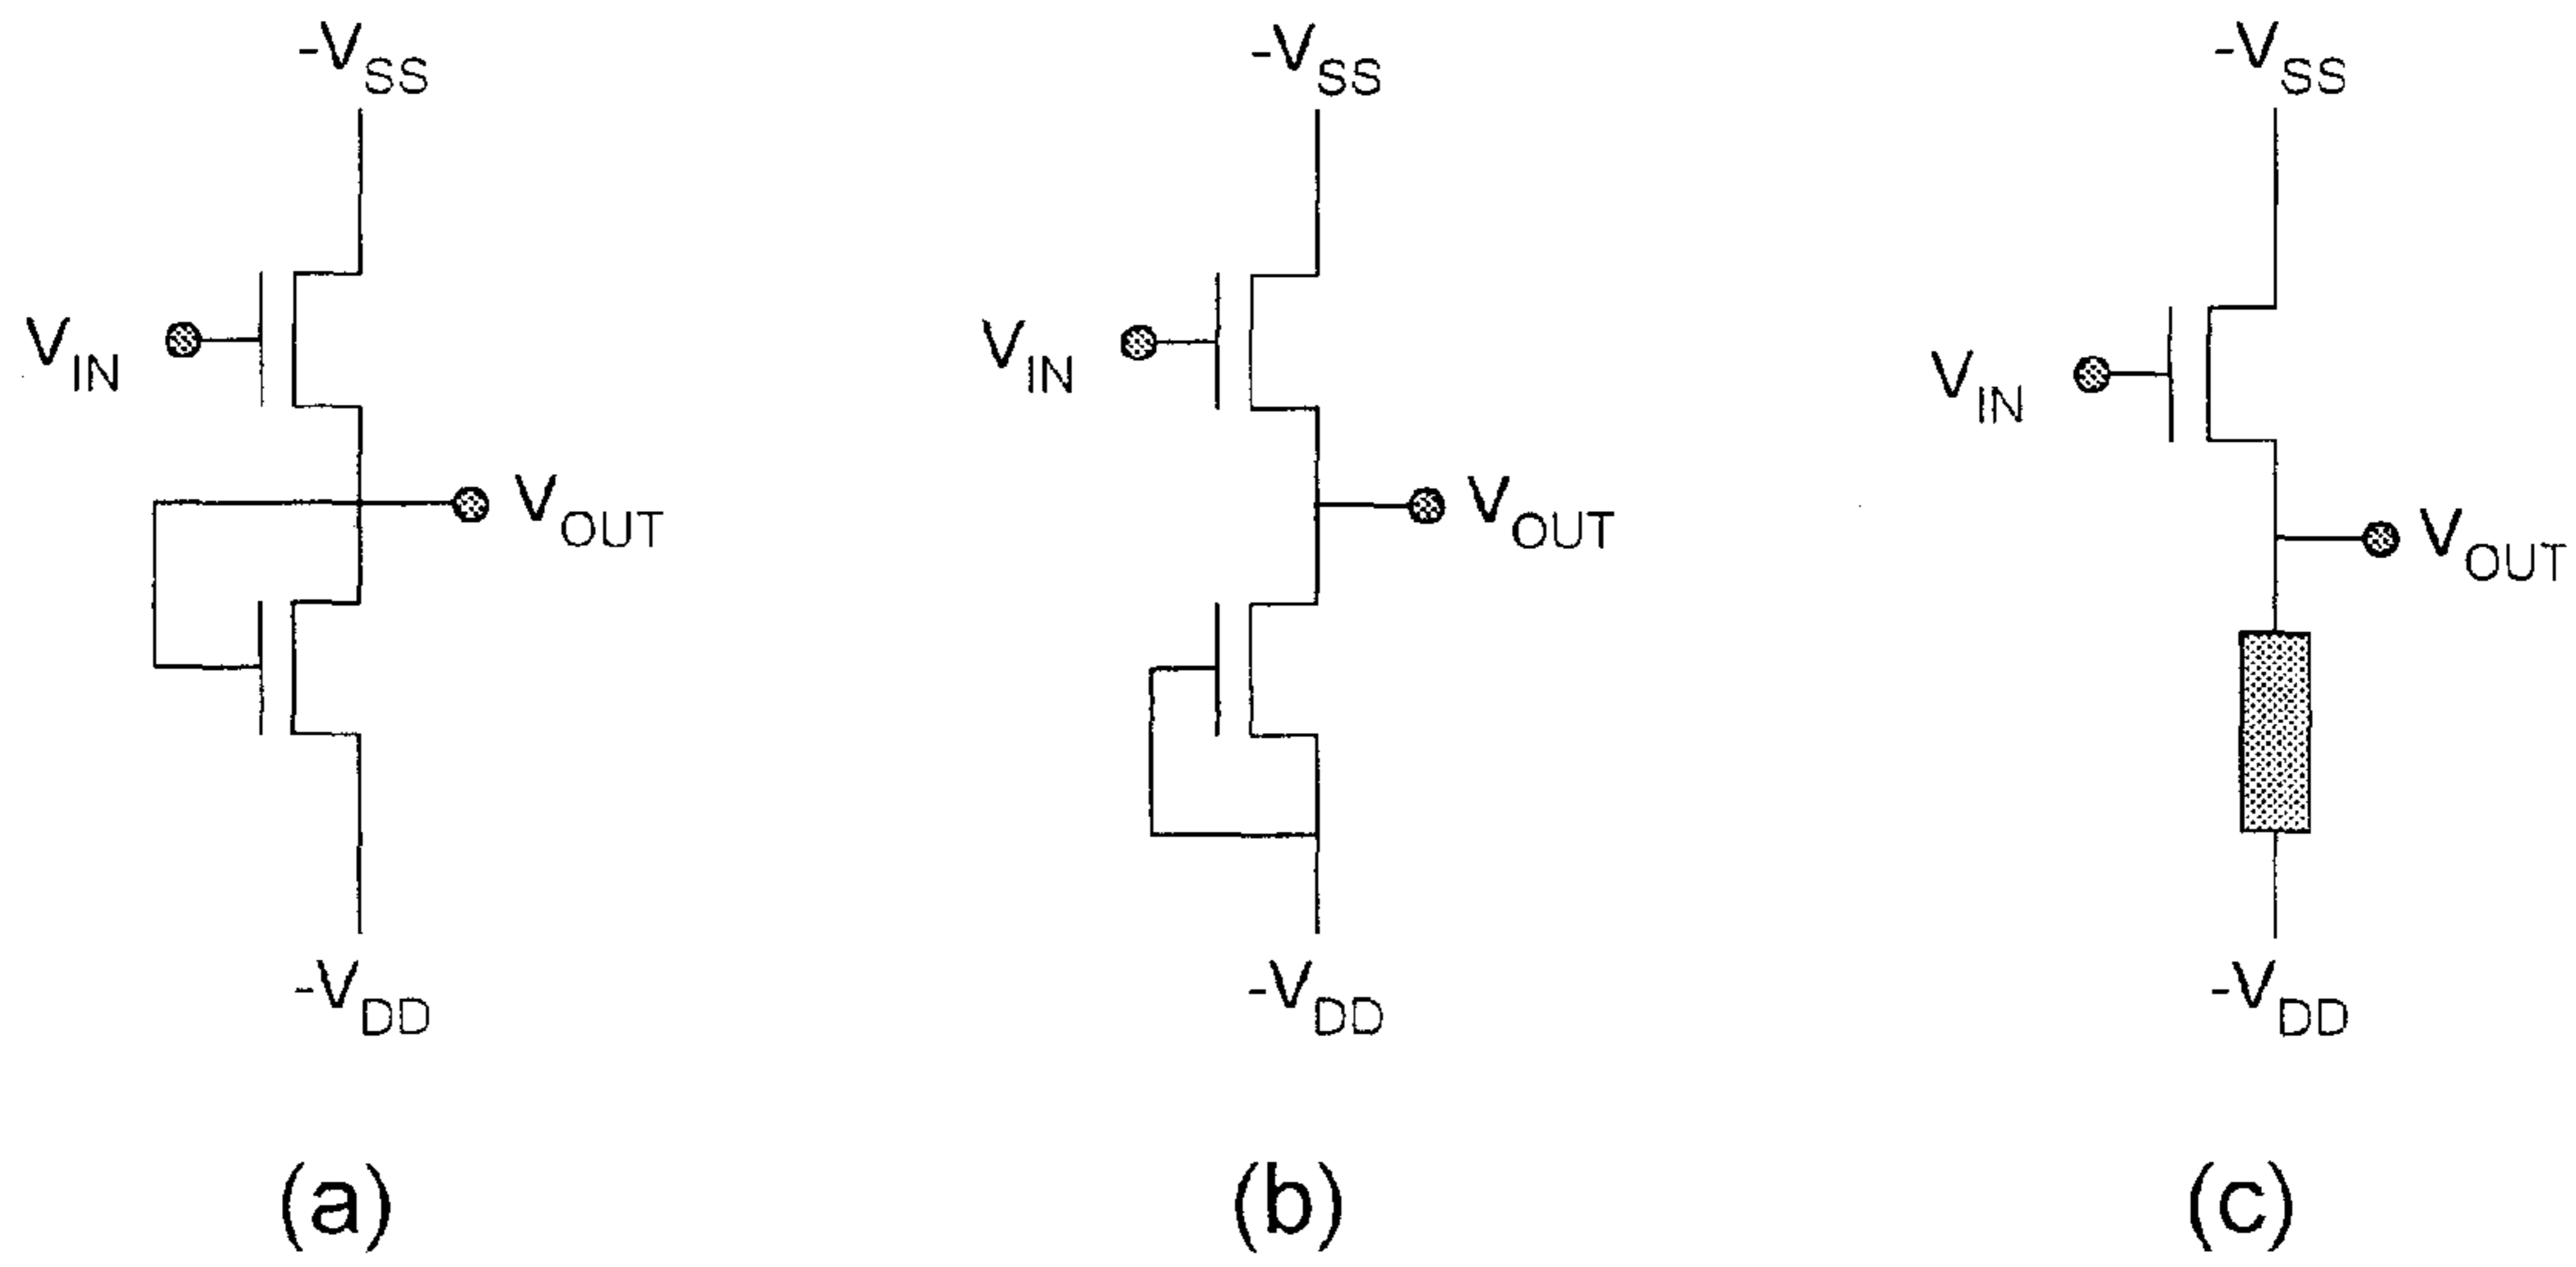 -VSS -VSS -VSS
VIN VIN VIN
VOUT VOUT VOUT
-VDD -VDD -VDD
(a) (b) (c)